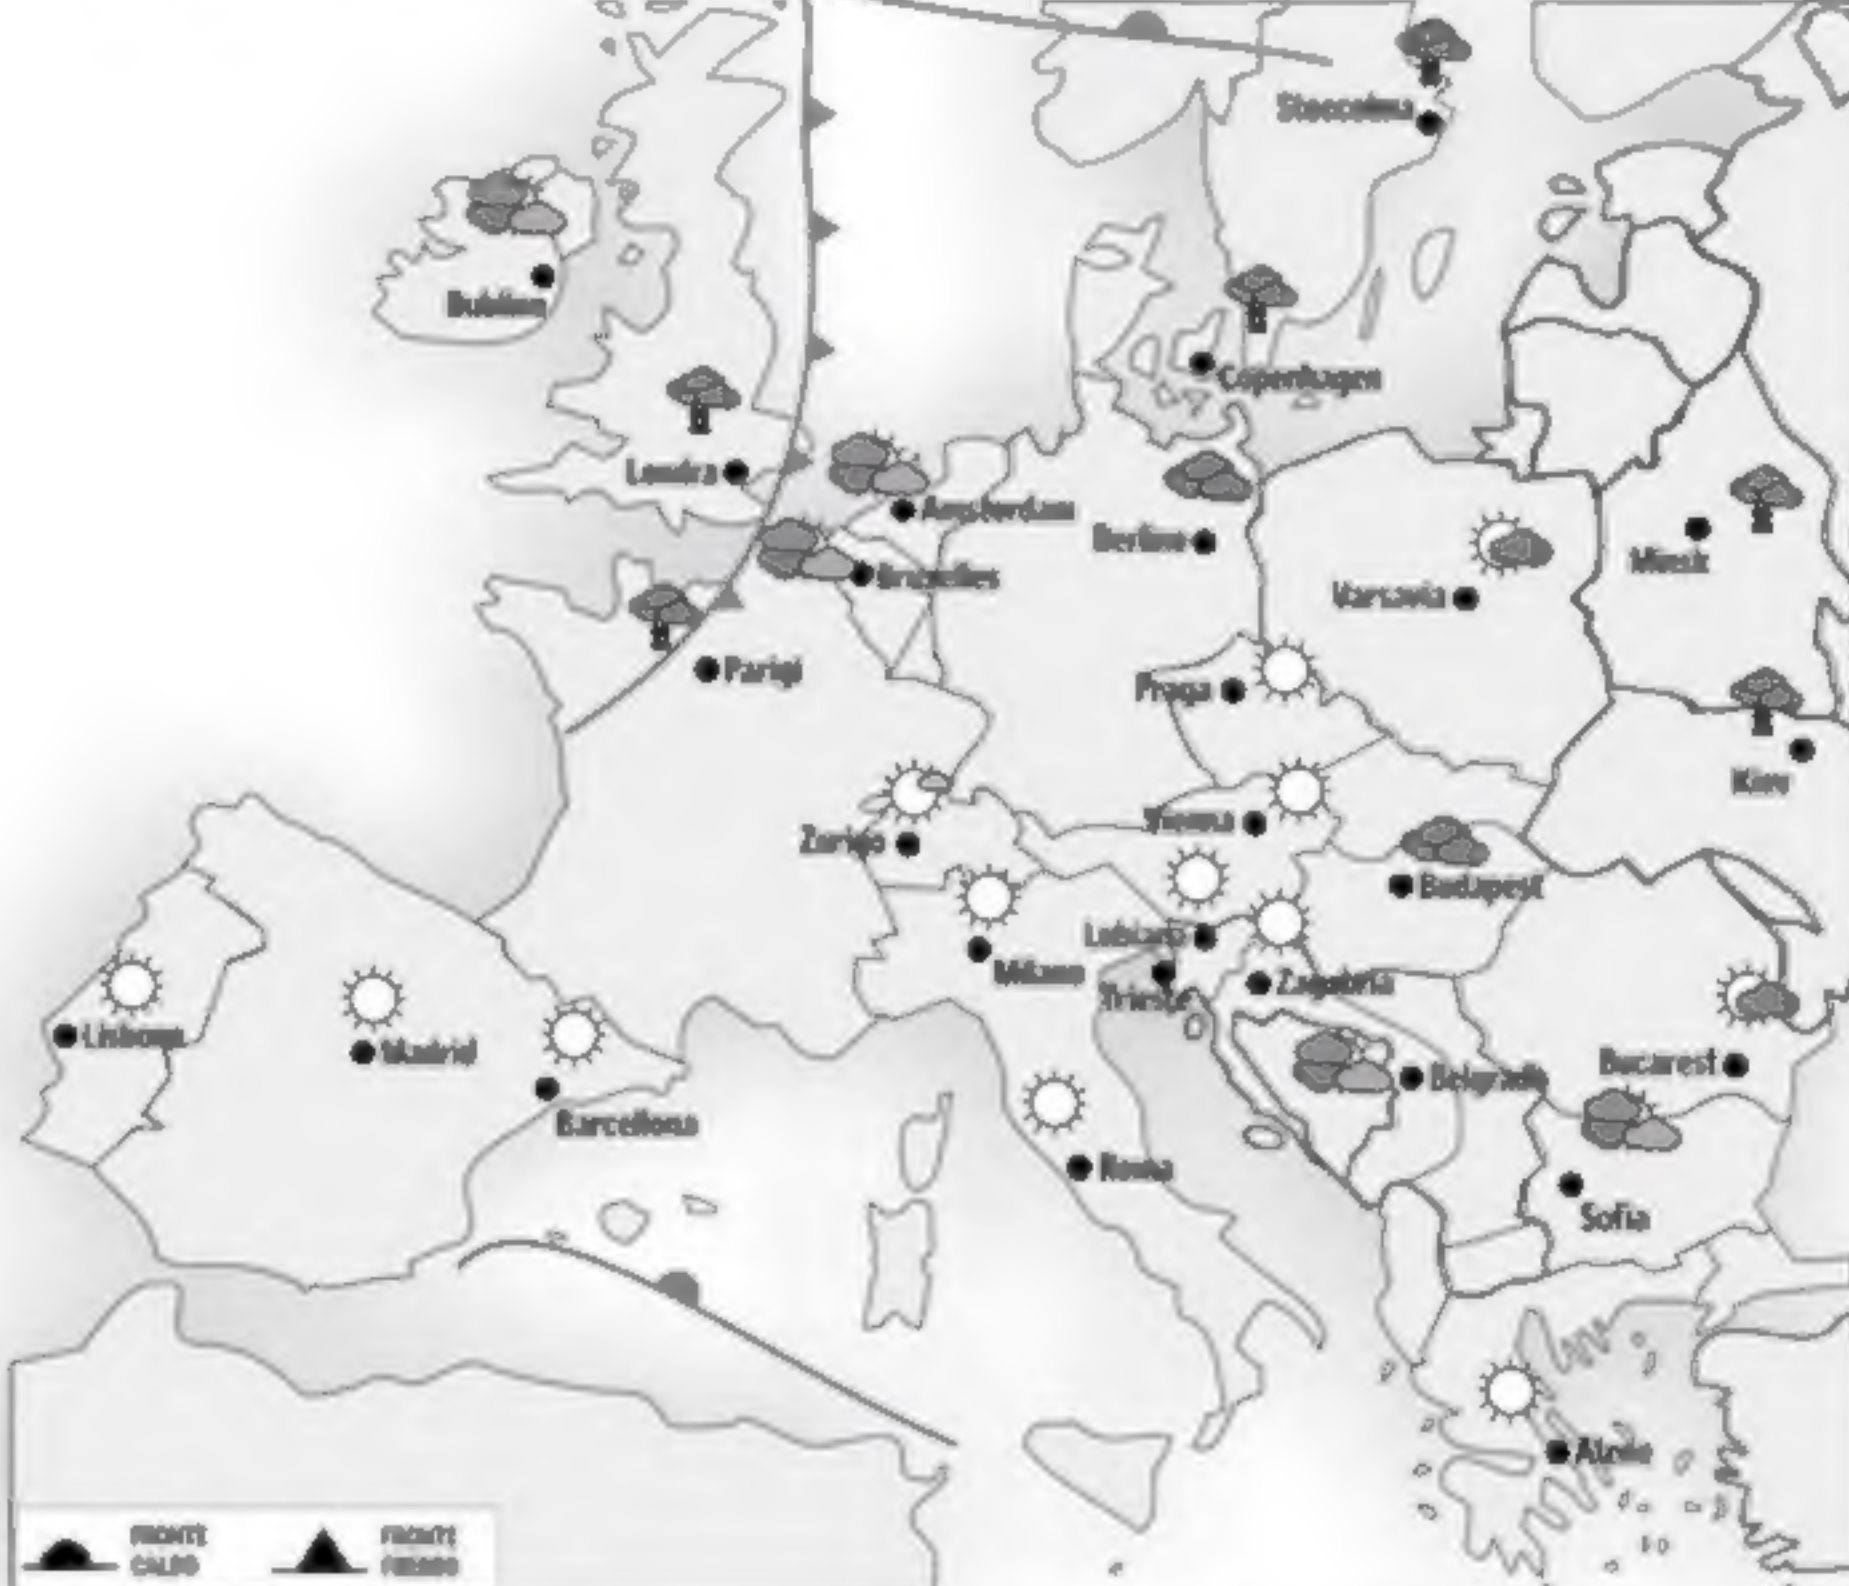 Stoccolma
Dublino
Copenhagen
Londra
Amsterdam
Berlino
Minsk
Bruxelles
Varsavia
Parigi
Praga
Kiev
Vienna
Zurigo
Budapest
Lubiana
Milano
Zagabria
Trieste
Lisbona
Madrid
Bucarest
Belgrado
Barcellona
Roma
Sofia
Atene
FRONTE
CALDO
FRONTE
FREDDO